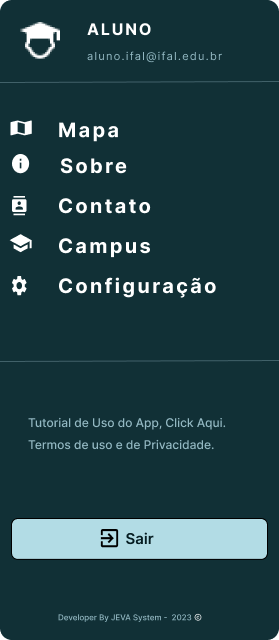 ALUNO
aluno.ifal@ifal.edu.br
Mapa
Sobre
Contato
Campus
Configuração
Tutorial de Uso do App, Click Aqui.
Termos de uso e de Privacidade.
Sair
Developer By JEVA System - 2023 ©